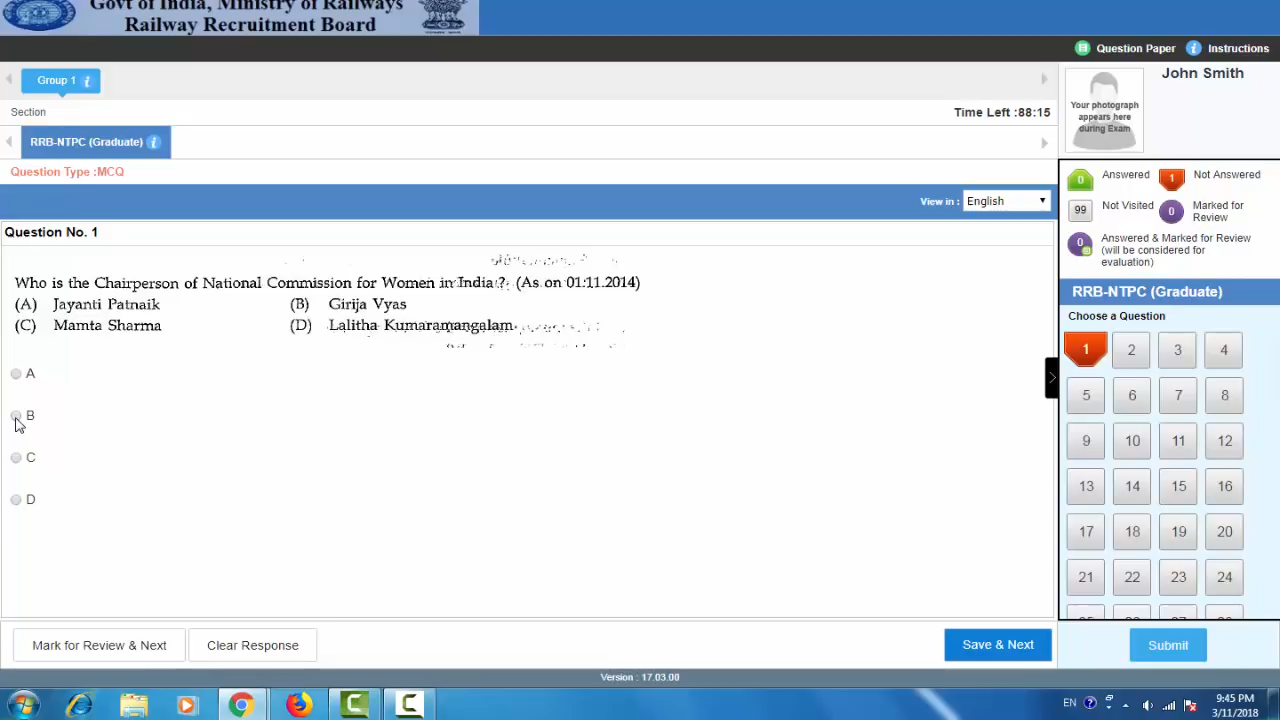 Govt of India, Ministry of Railways
Railway Recruitment Board
Question Paper
Instructions
Group 1
John Smith
Your photograph
appears here
during Exam
Section
Time Left :88:15
RRB-NTPC (Graduate)
Question Type :MCQ
View in :
English
0 Answered
1 Not Answered
99 Not Visited
0 Marked for
Review
0 Answered & Marked for Review
(will be considered for
evaluation)
Question No. 1
Who is the Chairperson of National Commission for Women in India ? (As on 01.11.2014)
(A) Jayanti Patnaik (B) Girija Vyas
(C) Mamta Sharma (D) Lalitha Kumaramangalam
A
B
C
D
RRB-NTPC (Graduate)
Choose a Question
1 2 3 4
5 6 7 8
9 10 11 12
13 14 15 16
17 18 19 20
21 22 23 24
Mark for Review & Next
Clear Response
Save & Next
Submit
Version : 17.03.00
EN
9:45 PM
3/11/2018